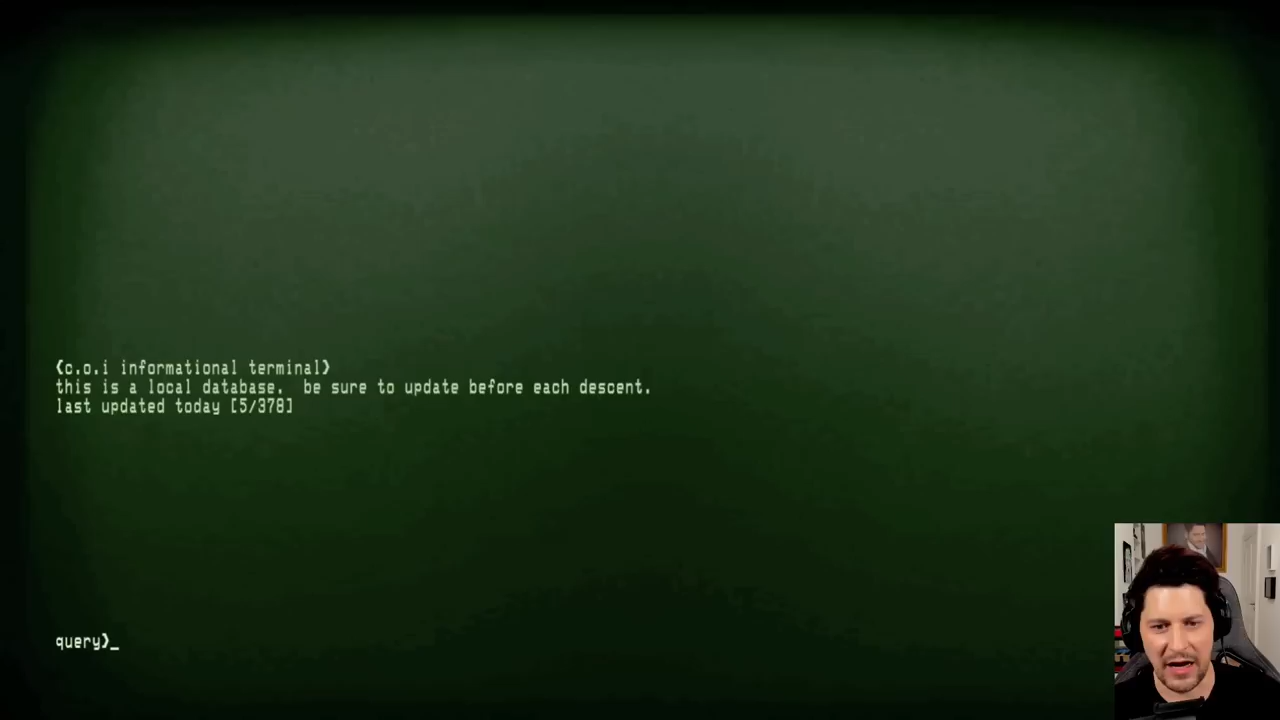 {c.o.i informational terminal}
this is a local database.  be sure to update before each descent.
last updated today [5/378]
query}_